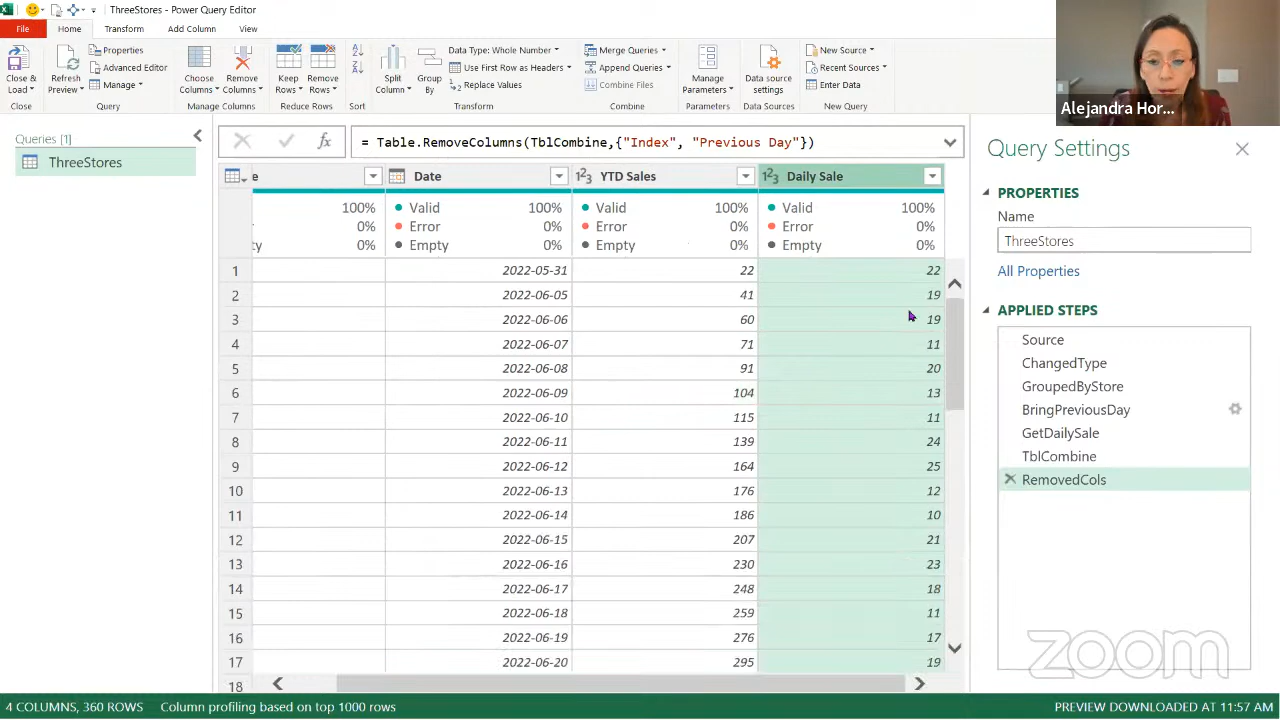 ThreeStores - Power Query Editor
File Home Transform Add Column View
Close & Load
Close
Refresh Preview
Properties
Advanced Editor
Manage
Query
Choose Columns
Remove Columns
Manage Columns
Keep Rows
Remove Rows
Reduce Rows
Sort
Split Column
Group By
Data Type: Whole Number
Use First Row as Headers
Replace Values
Transform
Merge Queries
Append Queries
Combine Files
Combine
Manage Parameters
Parameters
Data source settings
Data Sources
New Source
Recent Sources
Enter Data
New Query
Alejandra Hor...
Queries [1]
ThreeStores
fx = Table.RemoveColumns(TblCombine,{"Index", "Previous Day"})
e Date 123 YTD Sales 123 Daily Sale
100% Valid 100% Valid 100% Valid 100%
r 0% Error 0% Error 0% Error 0%
ty 0% Empty 0% Empty 0% Empty 0%
1 2022-05-31 22 22
2 2022-06-05 41 19
3 2022-06-06 60 19
4 2022-06-07 71 11
5 2022-06-08 91 20
6 2022-06-09 104 13
7 2022-06-10 115 11
8 2022-06-11 139 24
9 2022-06-12 164 25
10 2022-06-13 176 12
11 2022-06-14 186 10
12 2022-06-15 207 21
13 2022-06-16 230 23
14 2022-06-17 248 18
15 2022-06-18 259 11
16 2022-06-19 276 17
17 2022-06-20 295 19
18
Query Settings
PROPERTIES
Name
ThreeStores
All Properties
APPLIED STEPS
Source
ChangedType
GroupedByStore
BringPreviousDay
GetDailySale
TblCombine
RemovedCols
zoom
4 COLUMNS, 360 ROWS Column profiling based on top 1000 rows PREVIEW DOWNLOADED AT 11:57 AM